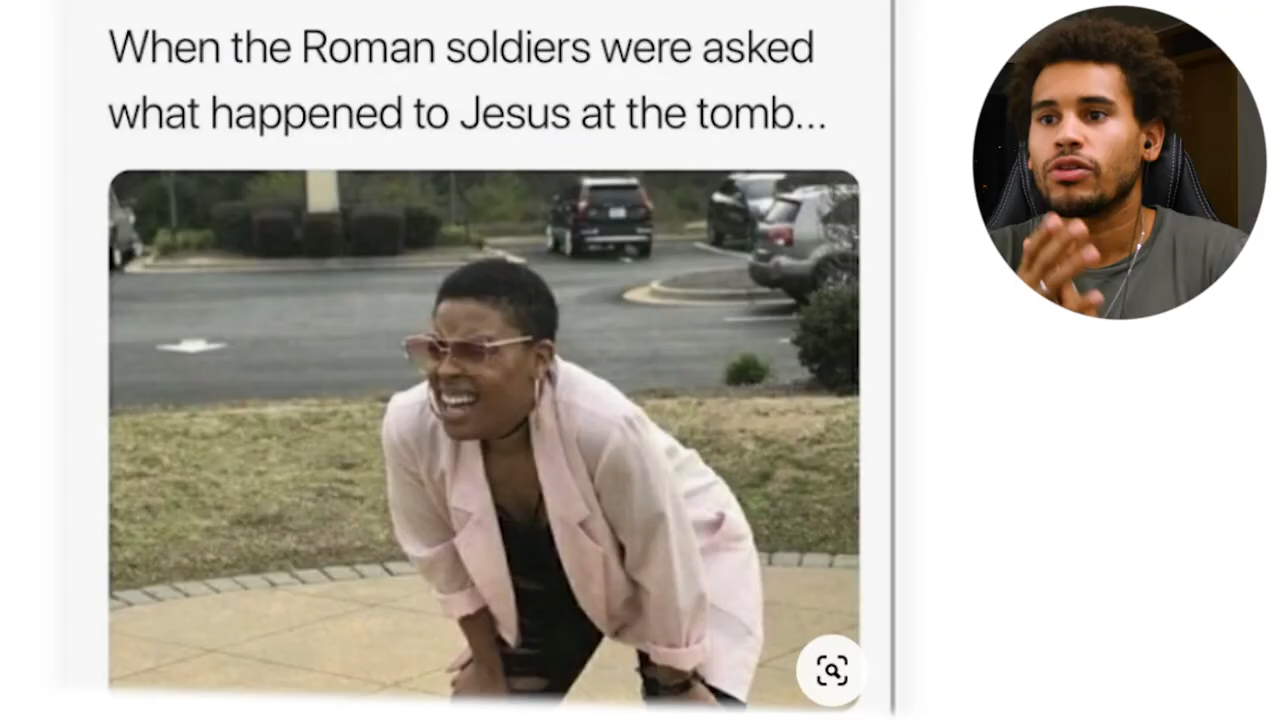 When the Roman soldiers were asked
what happened to Jesus at the tomb...